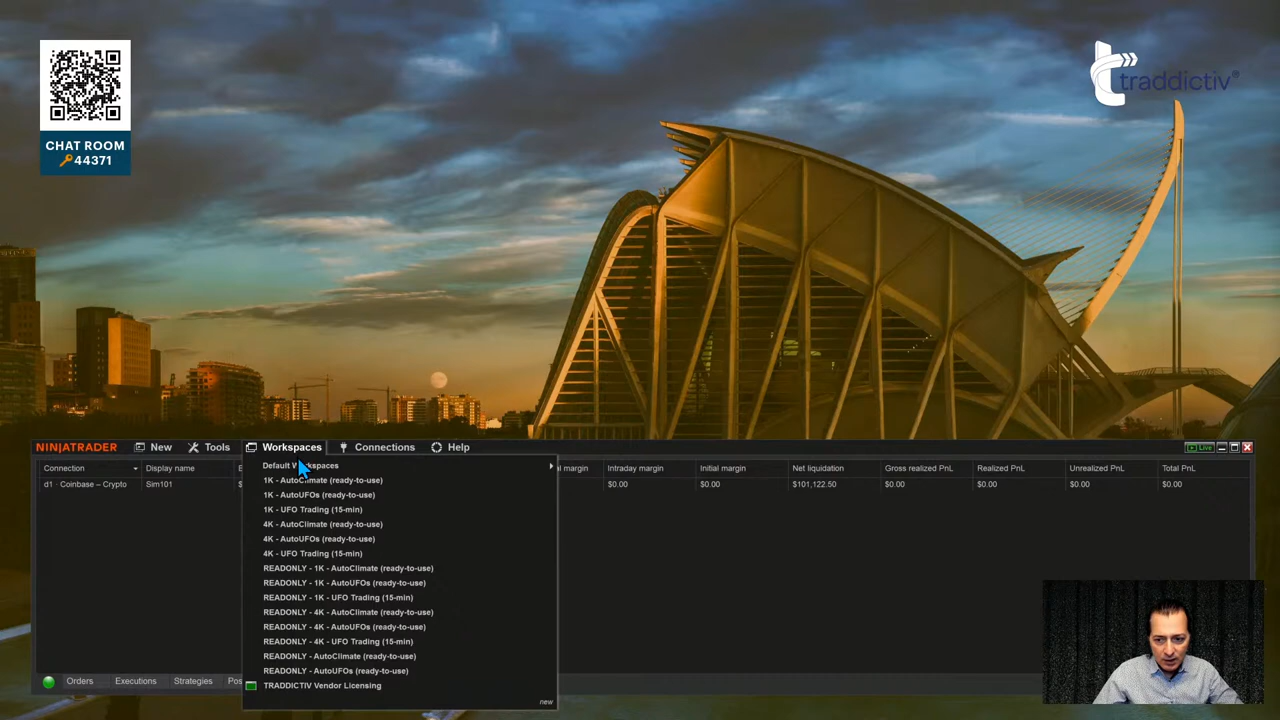 CHAT ROOM
44371
traddictiv®
NINJATRADER
New
Tools
Workspaces
Connections
Help
Live
Connection
Display name
margin
Intraday margin
Initial margin
Net liquidation
Gross realized PnL
Realized PnL
Unrealized PnL
Total PnL
d1 · Coinbase – Crypto
Sim101
$0.00
$0.00
$101,122.50
$0.00
$0.00
$0.00
$0.00
Default
1K - AutoClimate (ready-to-use)
1K - AutoUFOs (ready-to-use)
1K - UFO Trading (15-min)
4K - AutoClimate (ready-to-use)
4K - AutoUFOs (ready-to-use)
4K - UFO Trading (15-min)
READONLY - 1K - AutoClimate (ready-to-use)
READONLY - 1K - AutoUFOs (ready-to-use)
READONLY - 1K - UFO Trading (15-min)
READONLY - 4K - AutoClimate (ready-to-use)
READONLY - 4K - AutoUFOs (ready-to-use)
READONLY - 4K - UFO Trading (15-min)
READONLY - AutoClimate (ready-to-use)
READONLY - AutoUFOs (ready-to-use)
TRADDICTIV Vendor Licensing
new
Orders
Executions
Strategies